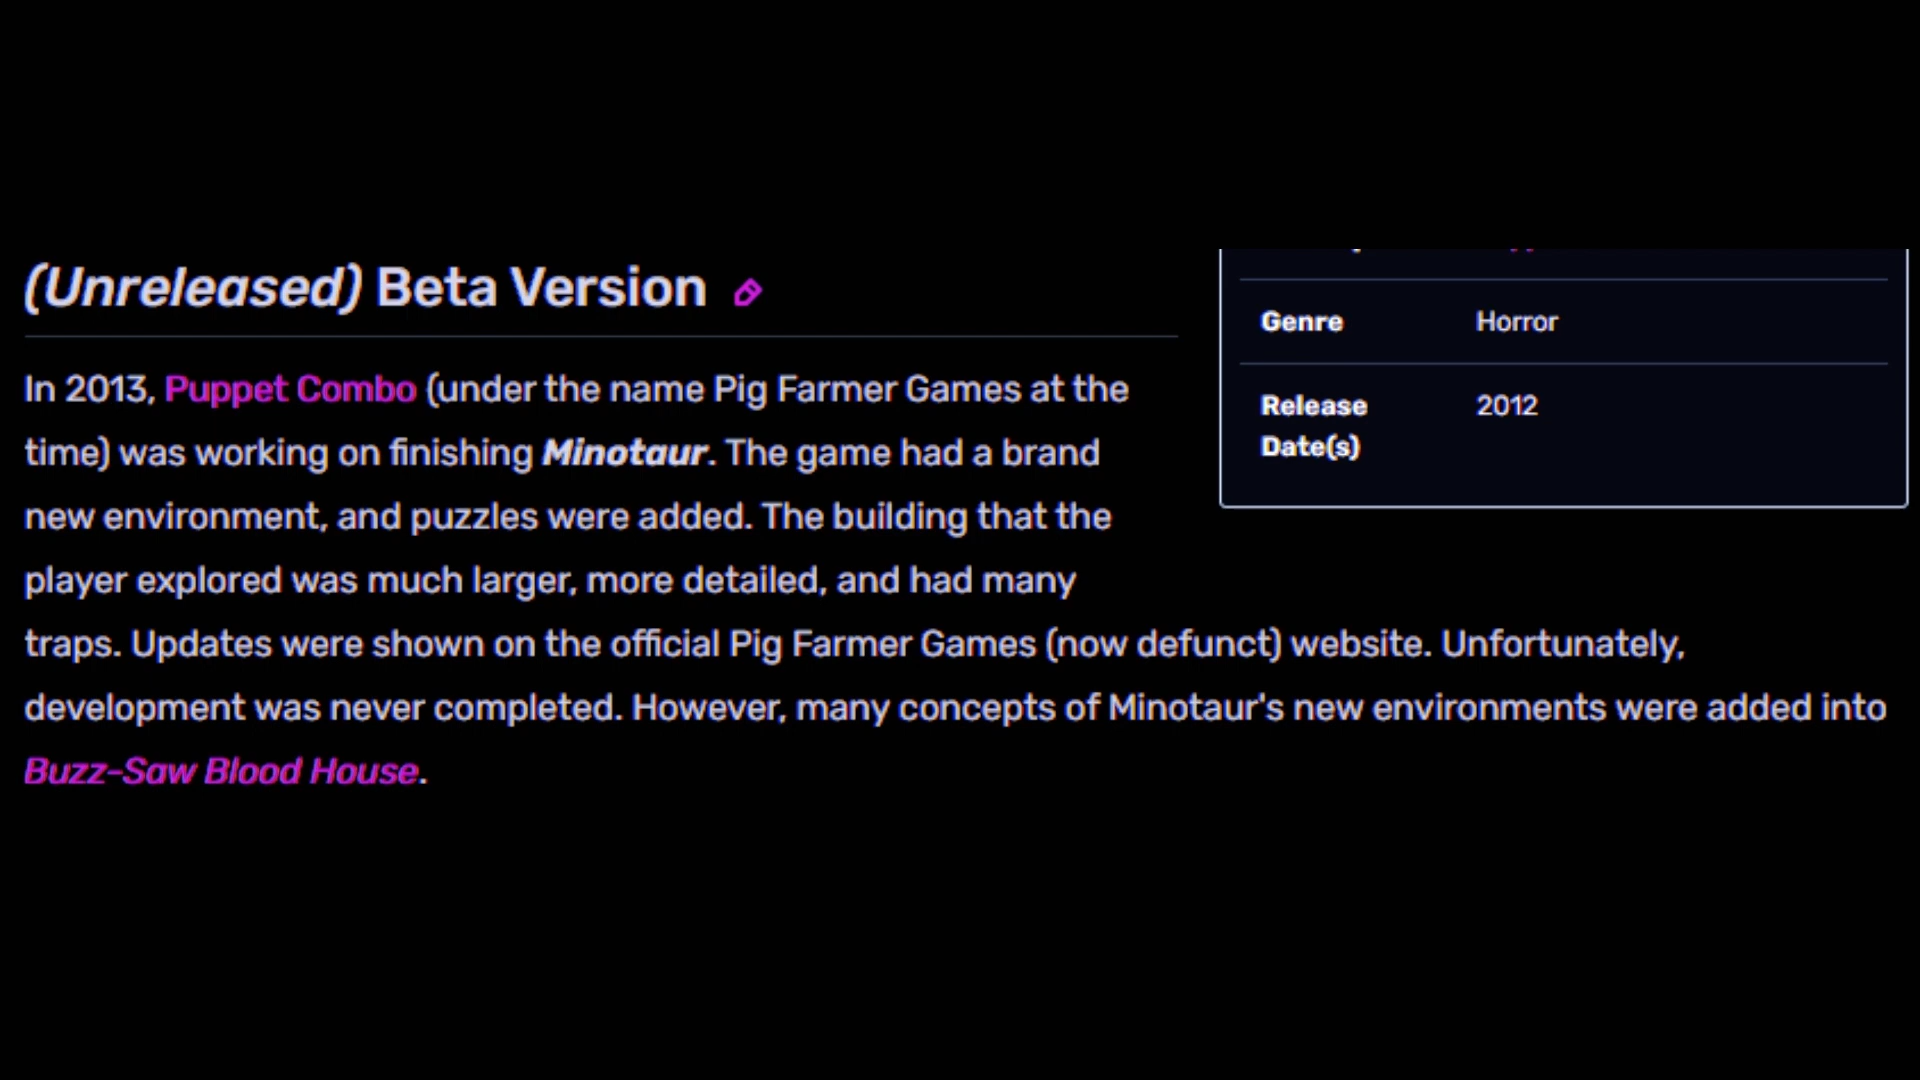 (Unreleased) Beta Version
In 2013, Puppet Combo (under the name Pig Farmer Games at the
time) was working on finishing Minotaur. The game had a brand
new environment, and puzzles were added. The building that the
player explored was much larger, more detailed, and had many
traps. Updates were shown on the official Pig Farmer Games (now defunct) website. Unfortunately,
development was never completed. However, many concepts of Minotaur's new environments were added into
Buzz-Saw Blood House.
Genre Horror
Release 2012
Date(s)